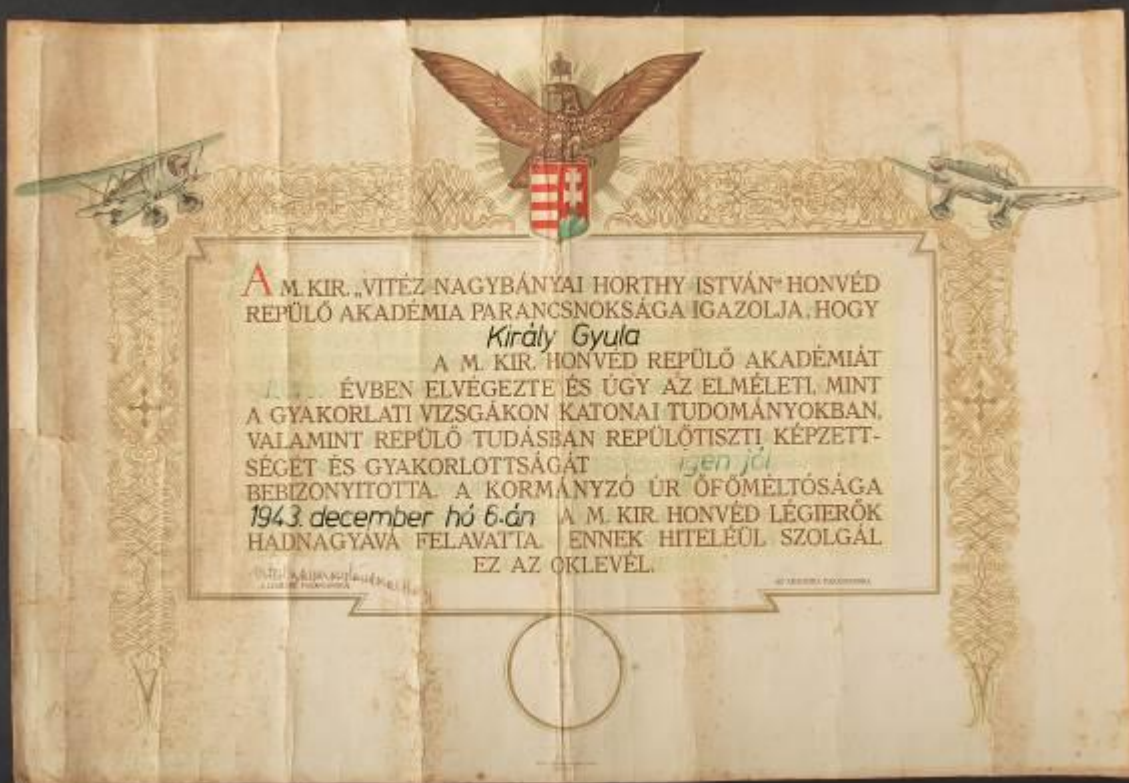 A M. KIR. „VITÉZ NAGYBÁNYAI HORTHY ISTVÁN" HONVÉD
REPÜLŐ AKADÉMIA PARANCSNOKSÁGA IGAZOLJA, HOGY
Király Gyula
A M. KIR. HONVÉD REPÜLŐ AKADÉMIÁT
ÉVBEN ELVÉGEZTE ÉS ÚGY AZ ELMÉLETI, MINT
A GYAKORLATI VIZSGÁKON KATONAI TUDOMÁNYOKBAN,
VALAMINT REPÜLŐ TUDÁSBAN REPÜLŐTISZTI KÉPZETT-
SÉGÉT ÉS GYAKORLOTTSÁGÁT igen jól
BEBIZONYITOTTA. A KORMÁNYZÓ ÚR ŐFŐMÉLTÓSÁGA
1943. december hó 6-án A M. KIR. HONVÉD LÉGIERŐK
HADNAGYÁVÁ FELAVATTA. ENNEK HITELÉÜL SZOLGÁL
EZ AZ OKLEVÉL.